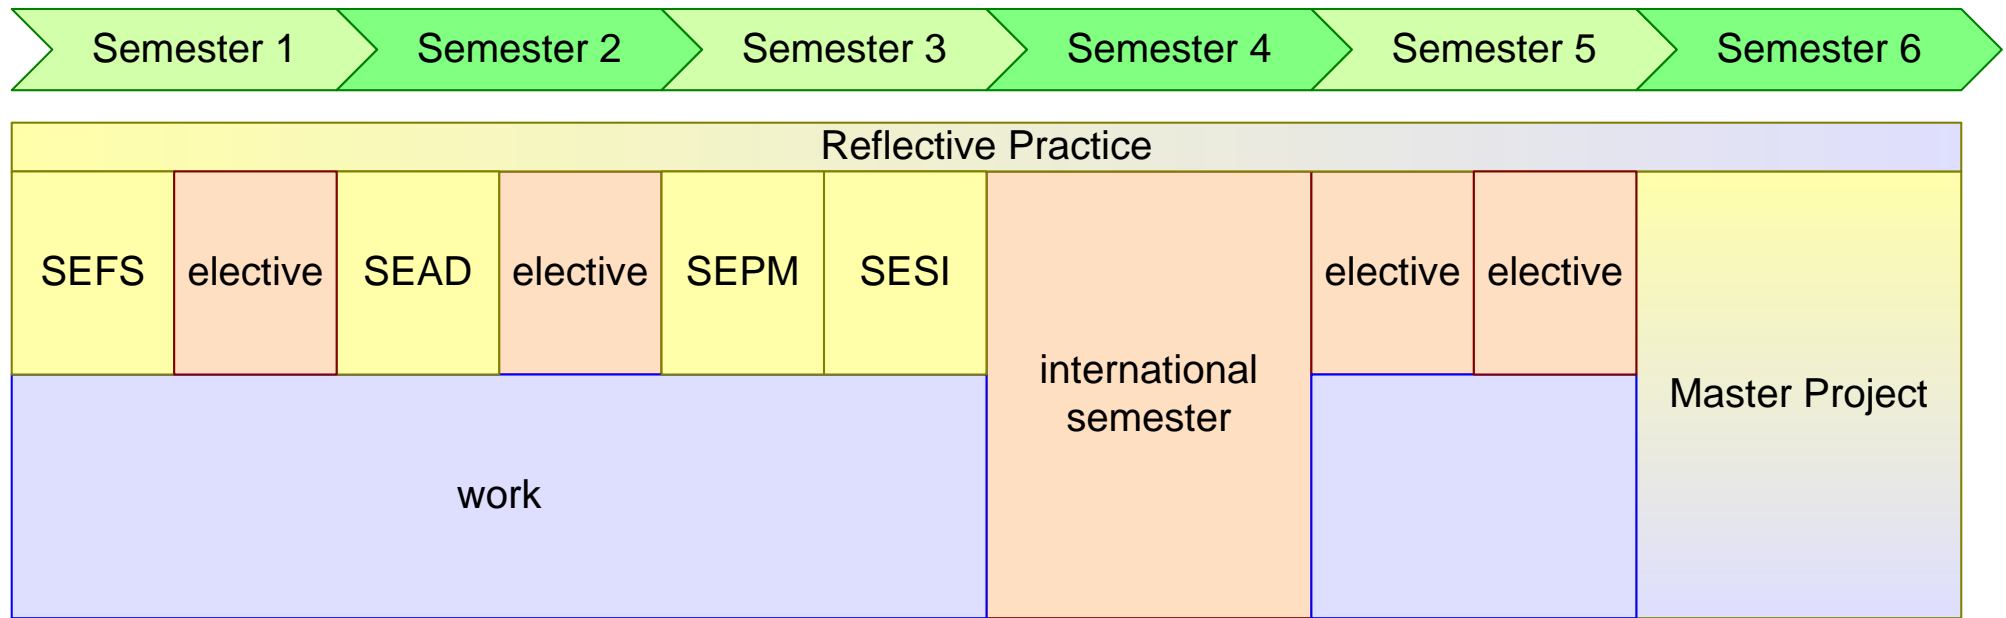 Semester 1 Semester 2 Semester 3 Semester 4 Semester 5 Semester 6
Reflective Practice
SEFS elective SEAD elective SEPM SESI elective elective
international
semester
Master Project
work